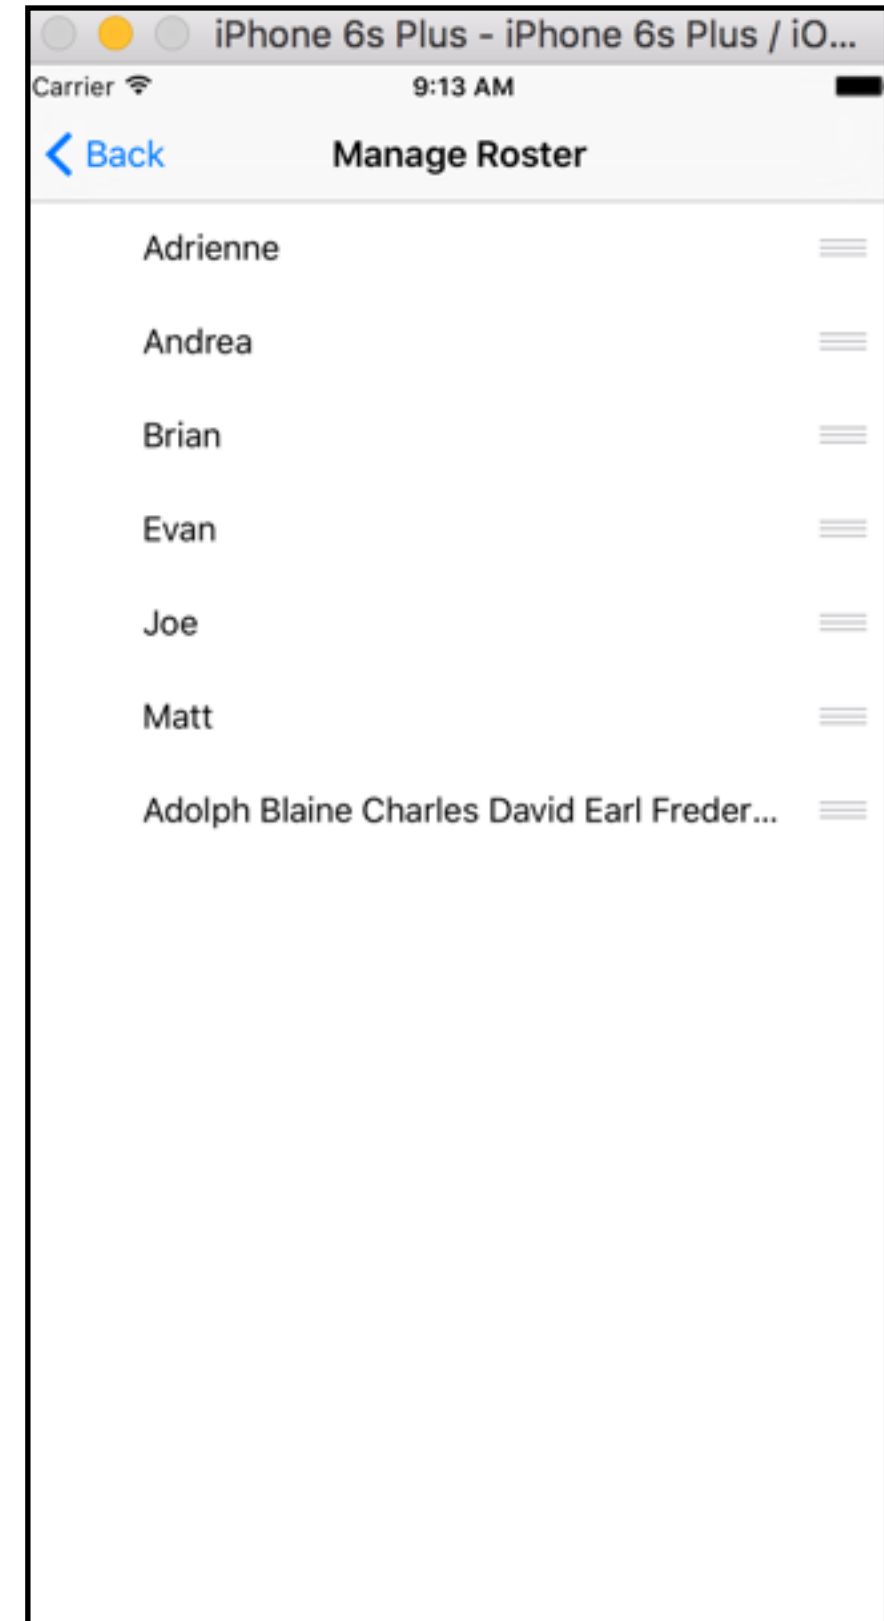 iPhone 6s Plus - iPhone 6s Plus / iO...
Carrier 9:13 AM
Back Manage Roster
Adrienne
Andrea
Brian
Evan
Joe
Matt
Adolph Blaine Charles David Earl Freder...